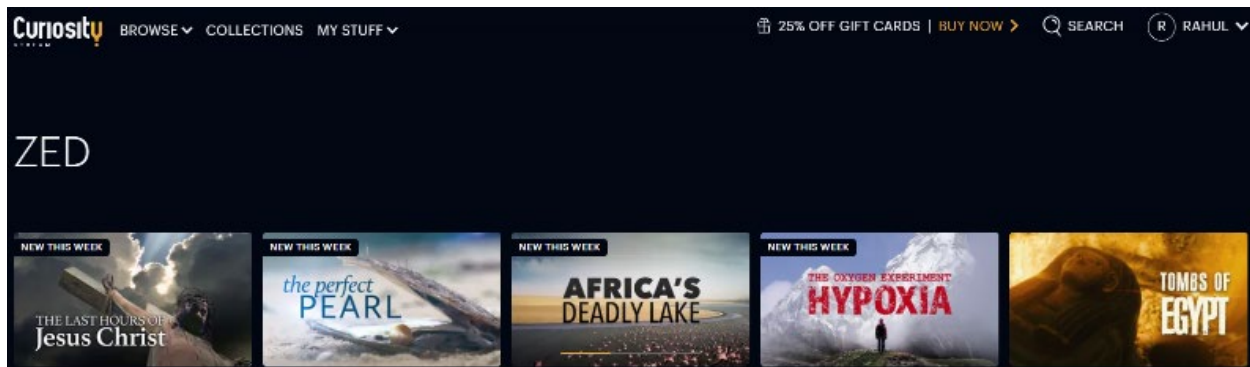 Curiosity
STREAM
BROWSE COLLECTIONS MY STUFF
25% OFF GIFT CARDS | BUY NOW
SEARCH
R RAHUL
ZED
NEW THIS WEEK
THE LAST HOURS OF
Jesus Christ
NEW THIS WEEK
the perfect
PEARL
NEW THIS WEEK
AFRICA'S
DEADLY LAKE
NEW THIS WEEK
THE OXYGEN EXPERIMENT
HYPOXIA
TOMBS OF
EGYPT